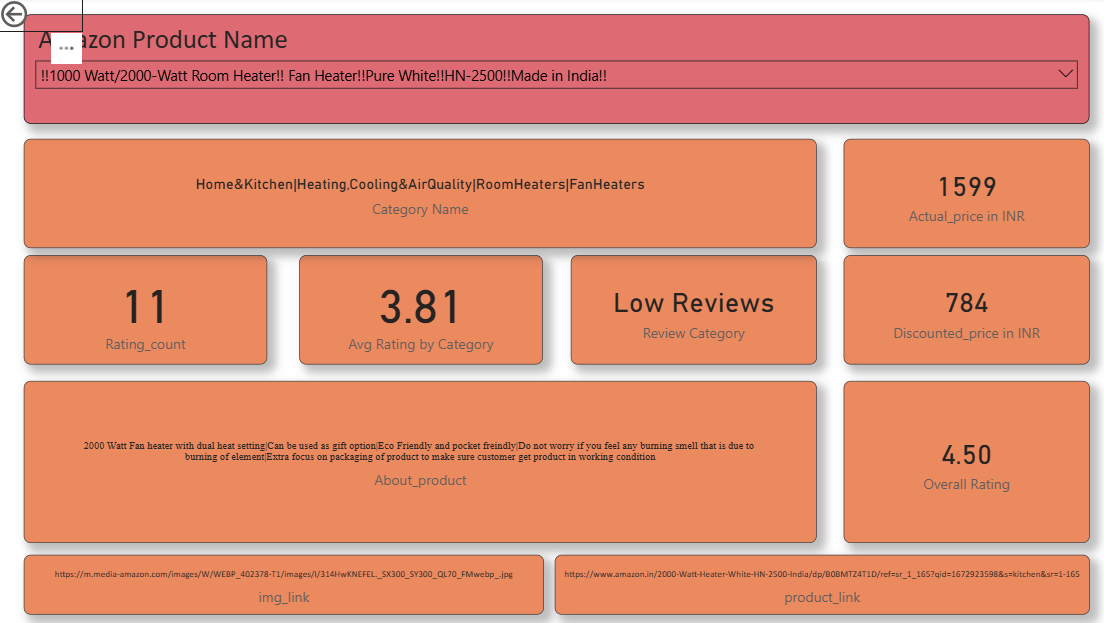 Amazon Product Name
!!1000 Watt/2000-Watt Room Heater!! Fan Heater!!Pure White!!HN-2500!!Made in India!!
Home&Kitchen|Heating,Cooling&AirQuality|RoomHeaters|FanHeaters
Category Name
1599
Actual_price in INR
11
Rating_count
3.81
Avg Rating by Category
Low Reviews
Review Category
784
Discounted_price in INR
2000 Watt Fan heater with dual heat setting|Can be used as gift option|Eco Friendly and pocket freindly|Do not worry if you feel any burning smell that is due to
burning of element|Extra focus on packaging of product to make sure customer get product in working condition
About_product
4.50
Overall Rating
https://m.media-amazon.com/images/W/WEBP_402378-T1/images/I/314HwKNEFEL._SX300_SY300_QL70_FMwebp_.jpg
img_link
https://www.amazon.in/2000-Watt-Heater-White-HN-2500-India/dp/B0BMTZ4T1D/ref=sr_1_165?qid=1672923598&s=kitchen&sr=1-165
product_link